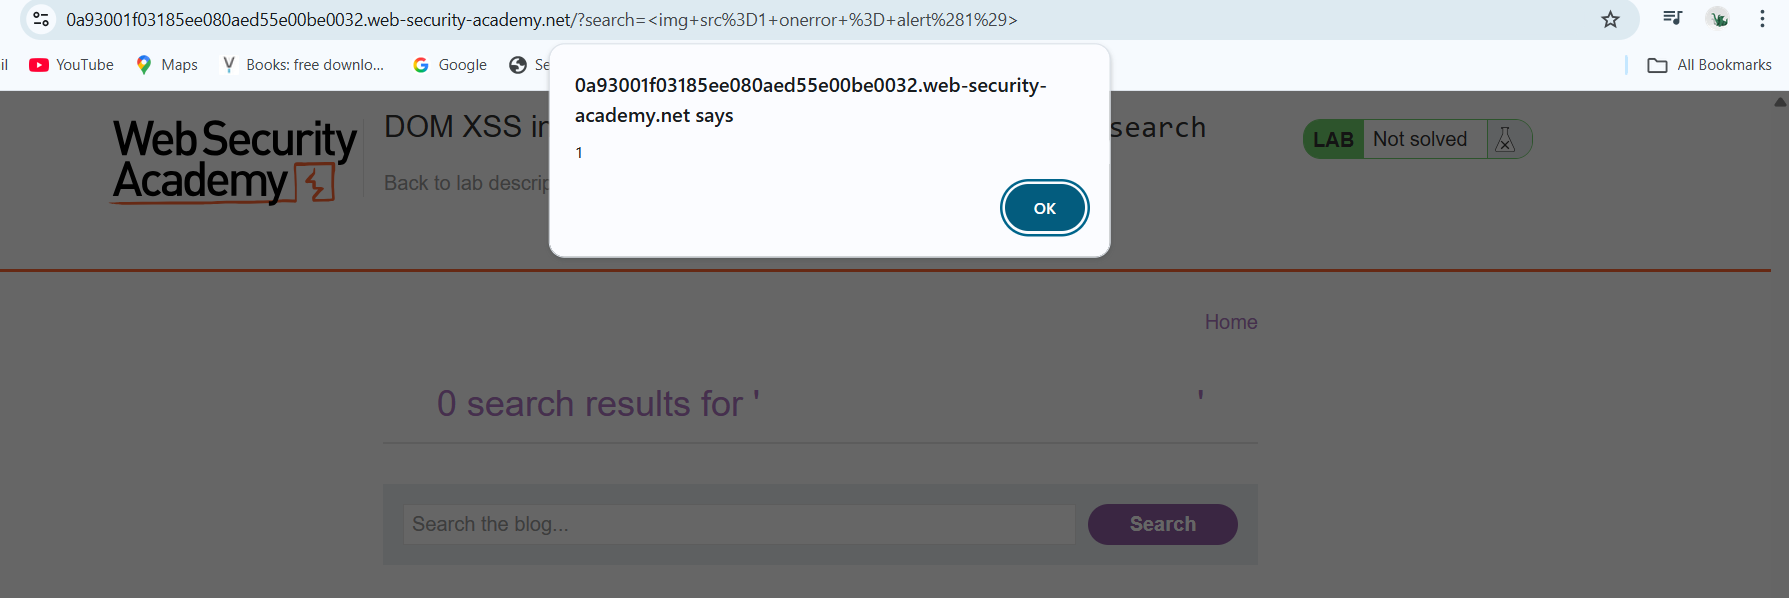 0a93001f03185ee080aed55e00be0032.web-security-academy.net/?search=<img+src%3D1+onerror+%3D+alert%281%29>
il YouTube Maps Books: free downlo... Google Se All Bookmarks
0a93001f03185ee080aed55e00be0032.web-security-
academy.net says
1
OK
Web Security
Academy
DOM XSS in search
Back to lab descrip
LAB Not solved
Home
0 search results for ' '
Search the blog... Search